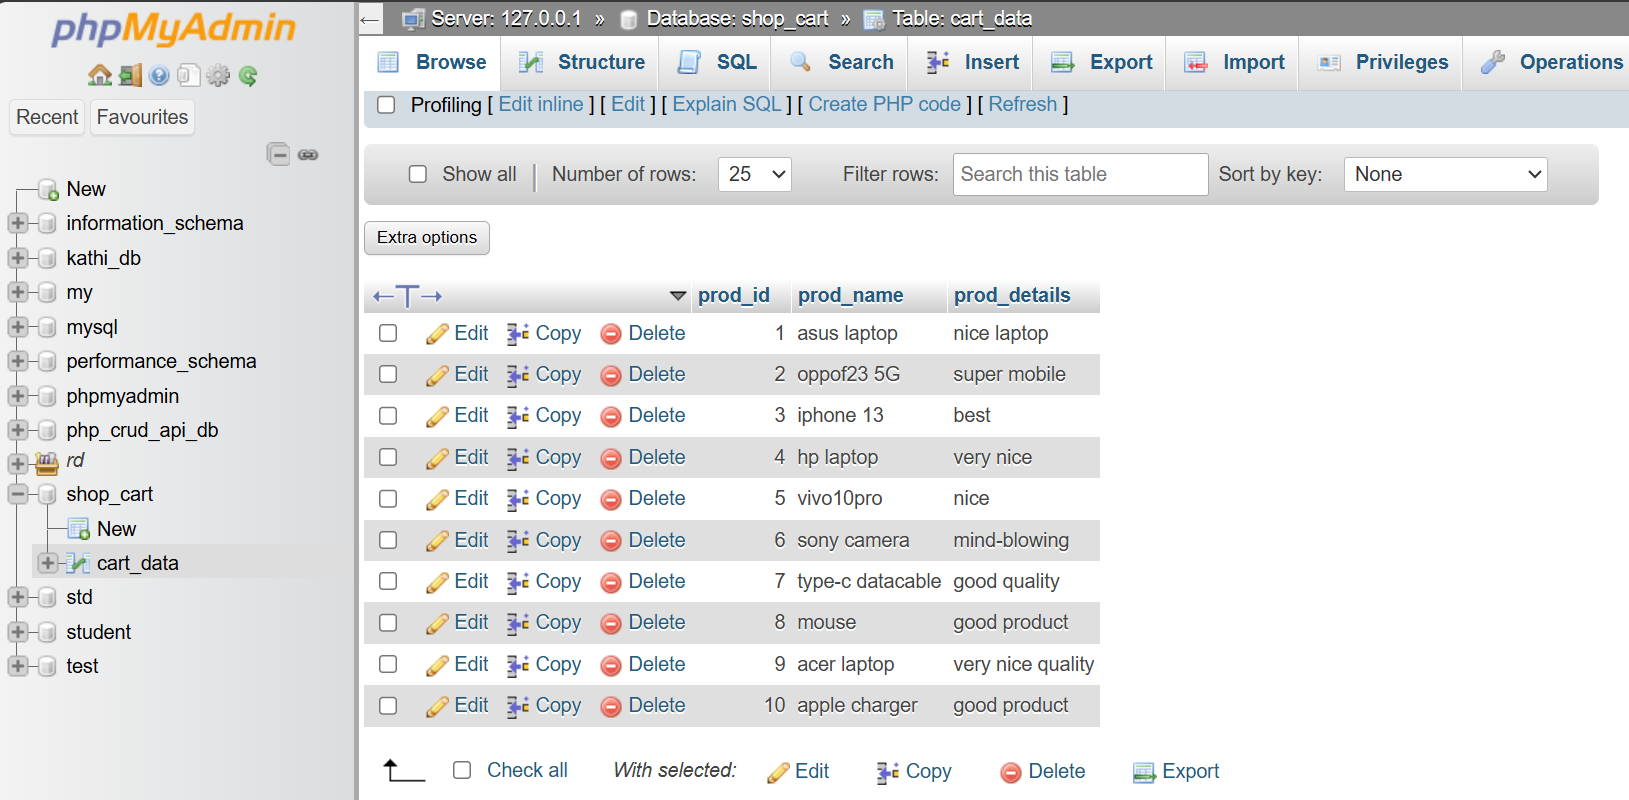 phpMyAdmin
Recent Favourites
New
information_schema
kathi_db
my
mysql
performance_schema
phpmyadmin
php_crud_api_db
rd
shop_cart
New
cart_data
std
student
test
Server: 127.0.0.1 » Database: shop_cart » Table: cart_data
Browse Structure SQL Search Insert Export Import Privileges Operations
Profiling [ Edit inline ] [ Edit ] [ Explain SQL ] [ Create PHP code ] [ Refresh ]
Show all Number of rows: 25 Filter rows: Search this table Sort by key: None
Extra options
prod_id prod_name prod_details
Edit Copy Delete 1 asus laptop nice laptop
Edit Copy Delete 2 oppof23 5G super mobile
Edit Copy Delete 3 iphone 13 best
Edit Copy Delete 4 hp laptop very nice
Edit Copy Delete 5 vivo10pro nice
Edit Copy Delete 6 sony camera mind-blowing
Edit Copy Delete 7 type-c datacable good quality
Edit Copy Delete 8 mouse good product
Edit Copy Delete 9 acer laptop very nice quality
Edit Copy Delete 10 apple charger good product
Check all With selected: Edit Copy Delete Export